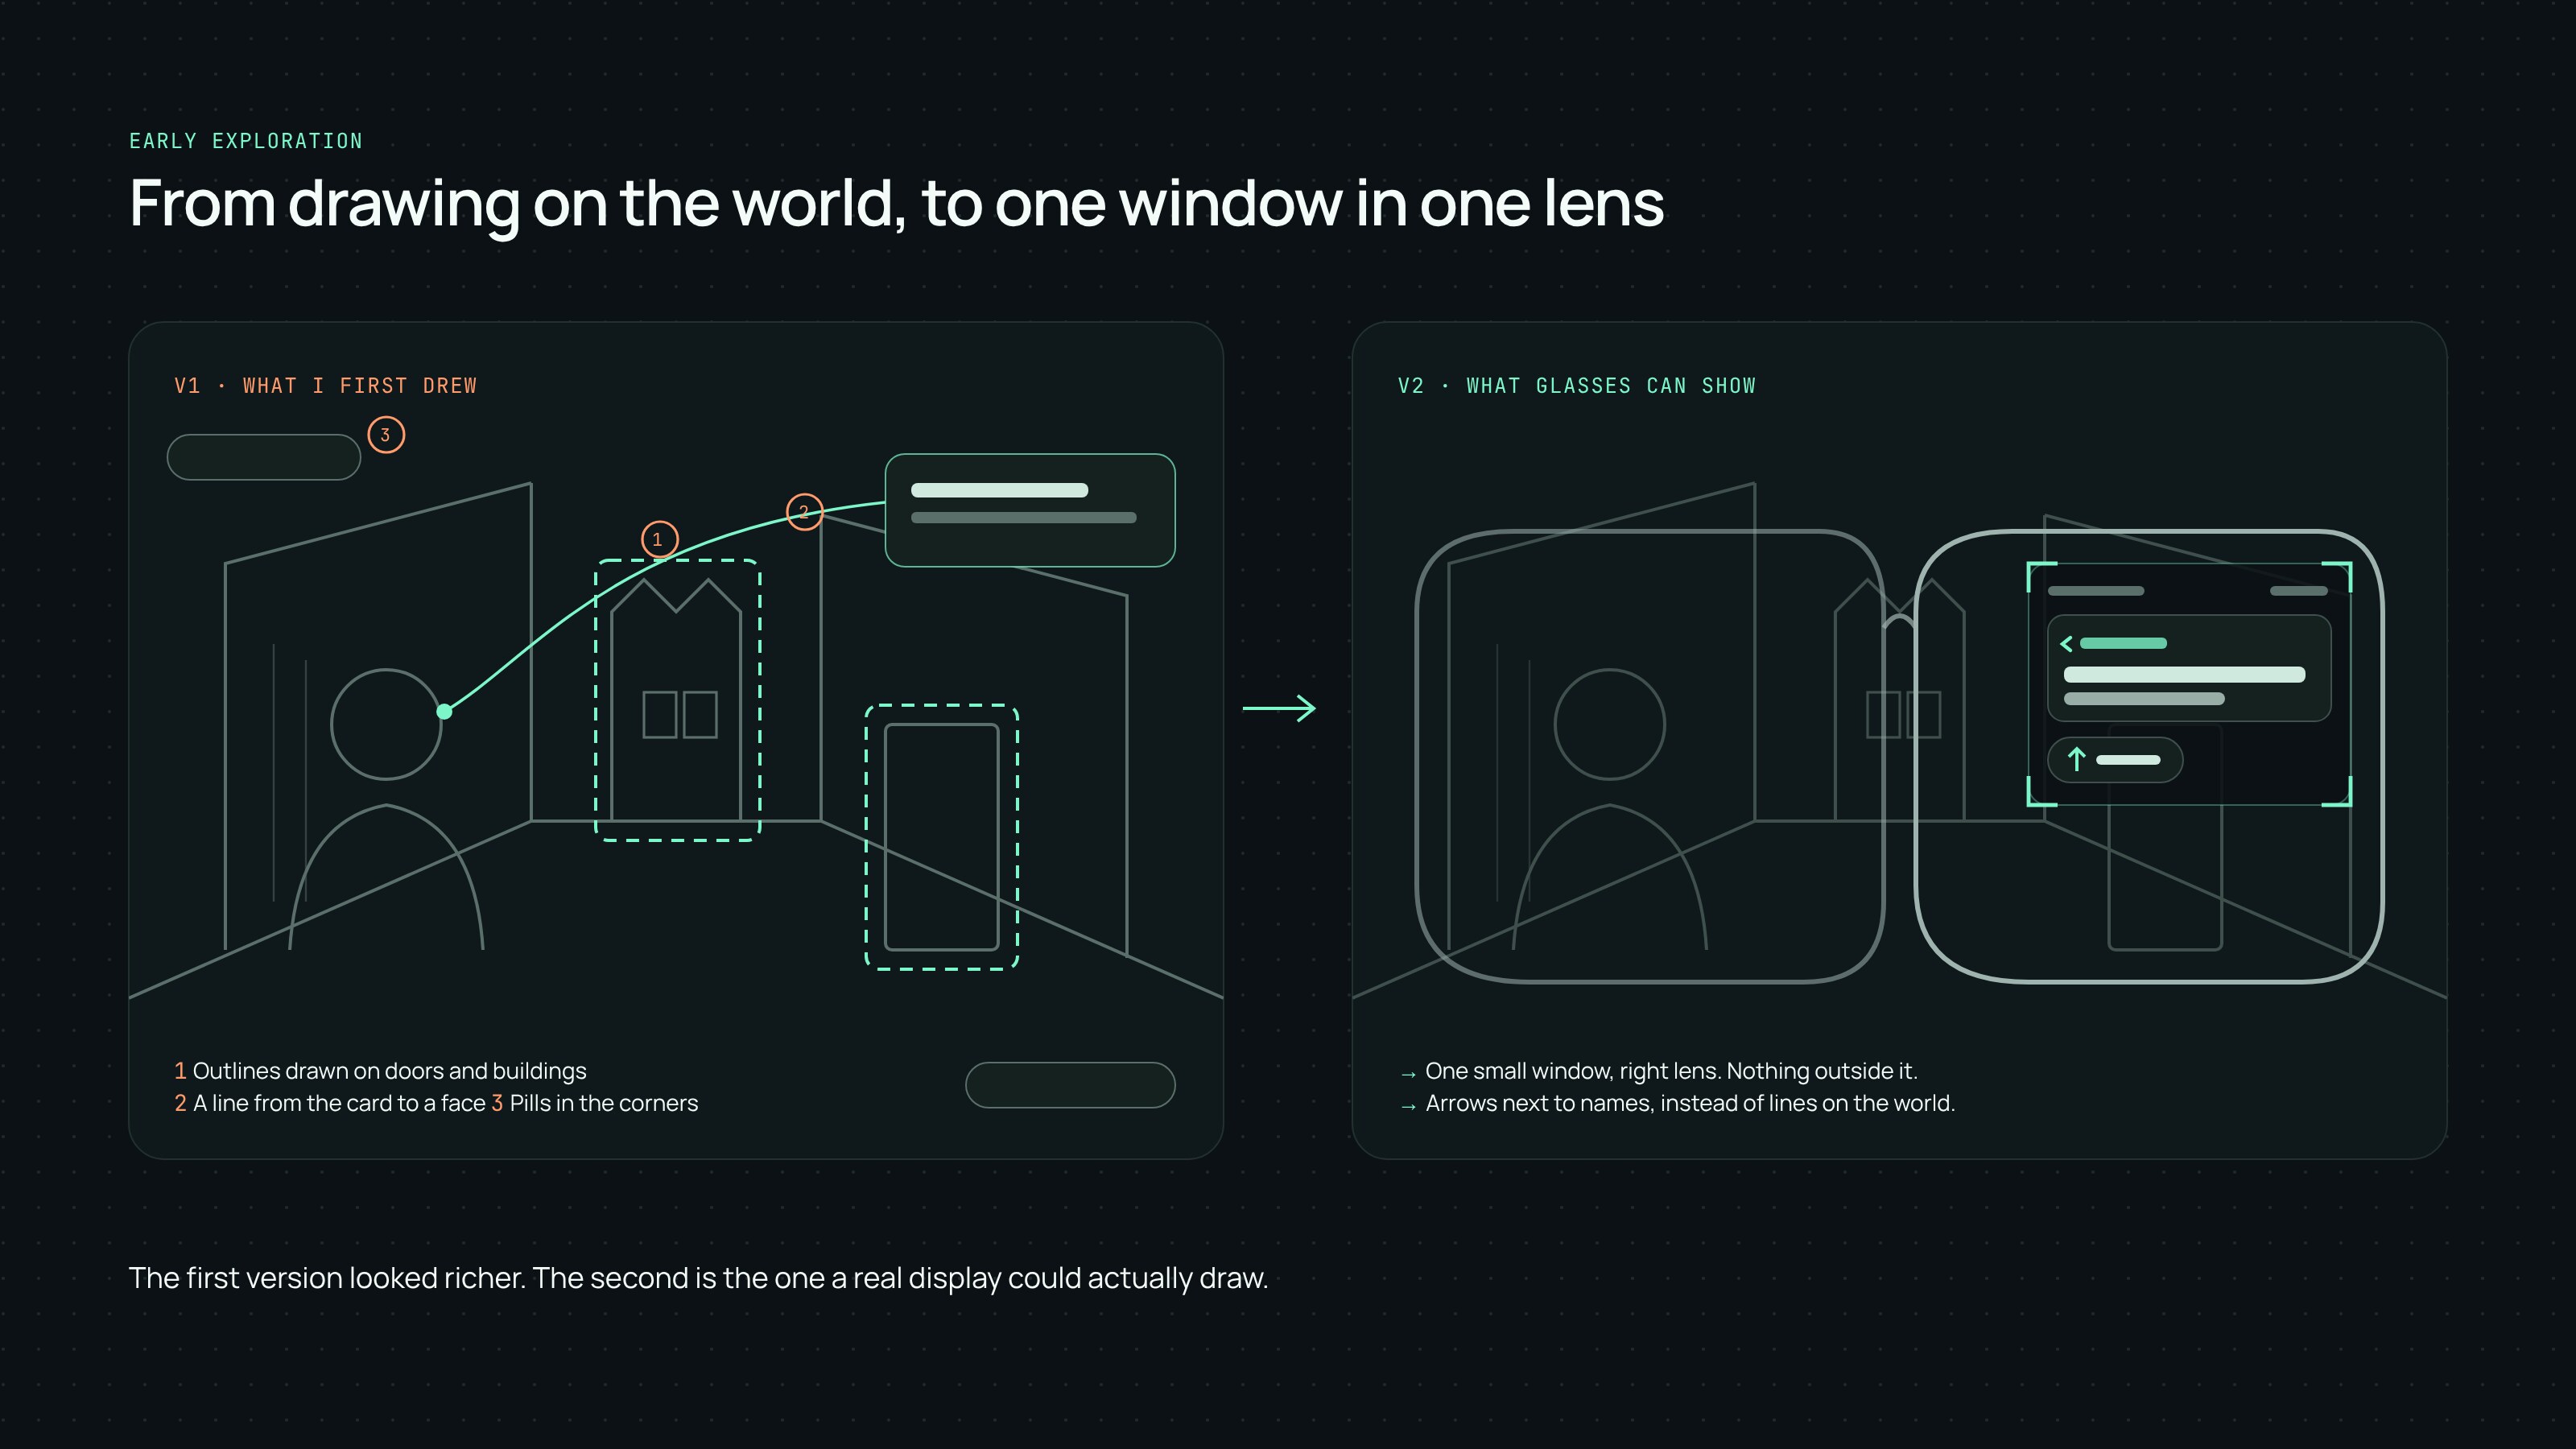 EARLY EXPLORATION
From drawing on the world, to one window in one lens
V1 · WHAT I FIRST DREW
3
2
1
1 Outlines drawn on doors and buildings
2 A line from the card to a face 3 Pills in the corners
V2 · WHAT GLASSES CAN SHOW
→ One small window, right lens. Nothing outside it.
→ Arrows next to names, instead of lines on the world.
The first version looked richer. The second is the one a real display could actually draw.